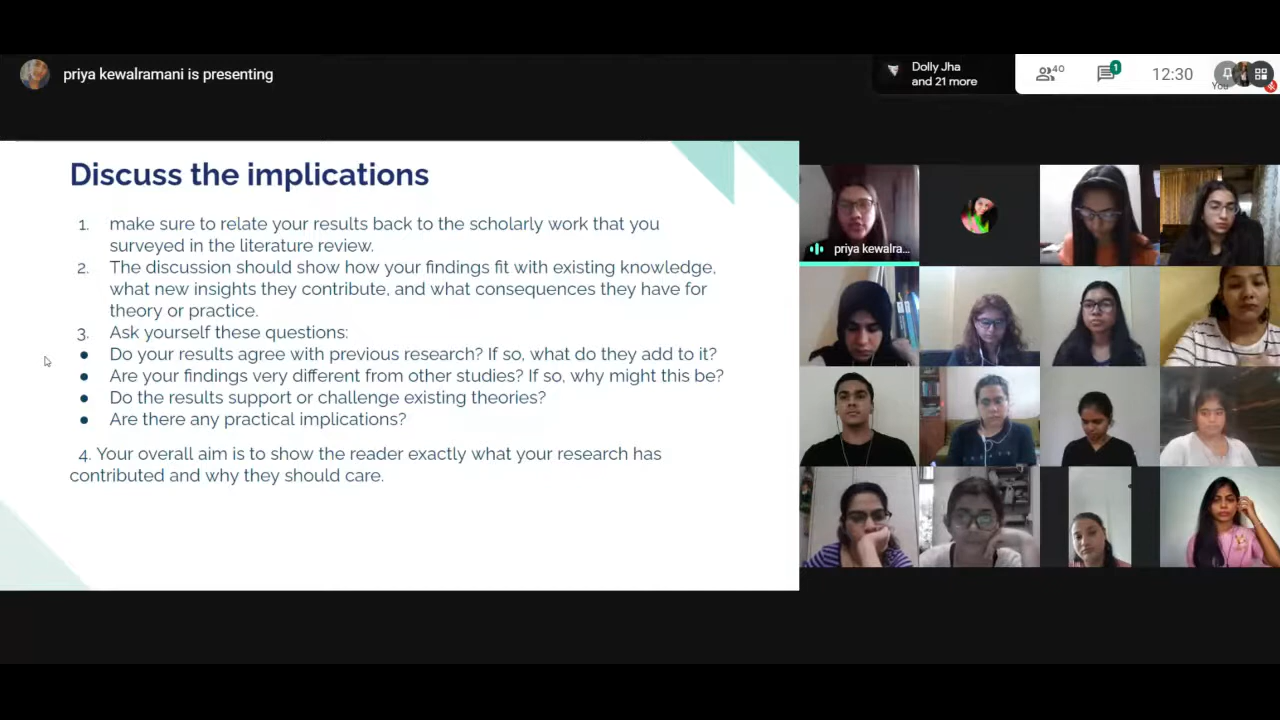 priya kewalramani is presenting
Dolly Jha
and 21 more
40
1
12:30
You
Discuss the implications
1. make sure to relate your results back to the scholarly work that you
surveyed in the literature review.
2. The discussion should show how your findings fit with existing knowledge,
what new insights they contribute, and what consequences they have for
theory or practice.
3. Ask yourself these questions:
● Do your results agree with previous research? If so, what do they add to it?
● Are your findings very different from other studies? If so, why might this be?
● Do the results support or challenge existing theories?
● Are there any practical implications?
4. Your overall aim is to show the reader exactly what your research has
contributed and why they should care.
priya kewalra...